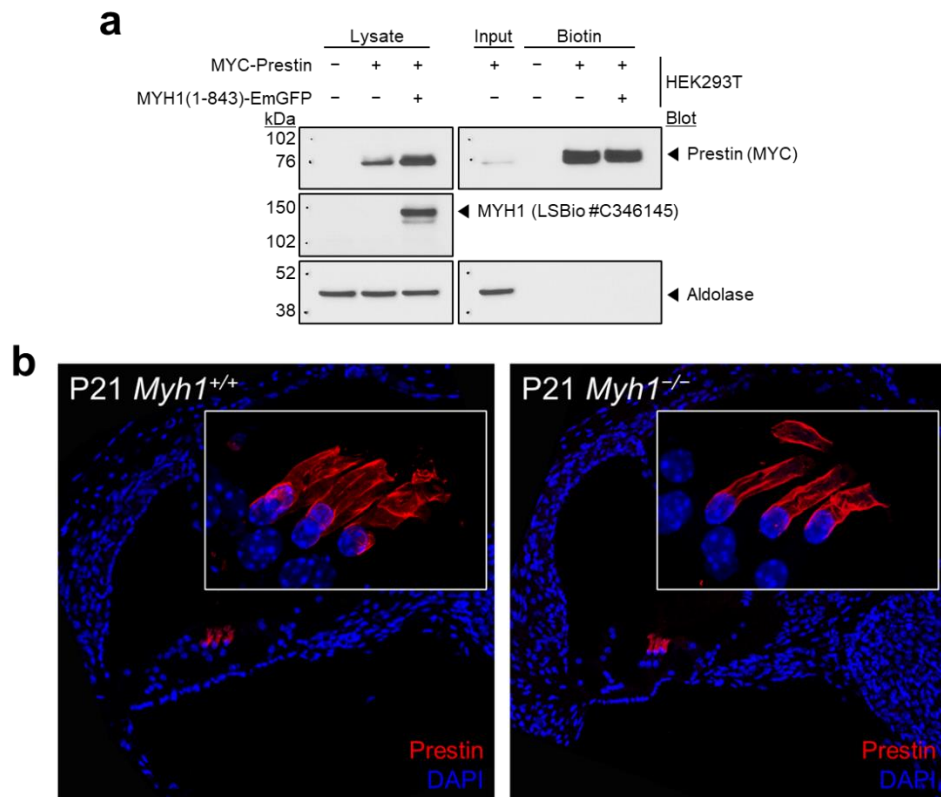 a
Lysate Input Biotin
MYC-Prestin – + + + – + +
HEK293T
MYH1(1-843)-EmGFP – – + – – – +
kDa Blot
102
76
Prestin (MYC)
150
MYH1 (LSBio #C346145)
102
52
Aldolase
38
b
P21 Myh1+/+
P21 Myh1−/−
Prestin
DAPI
Prestin
DAPI